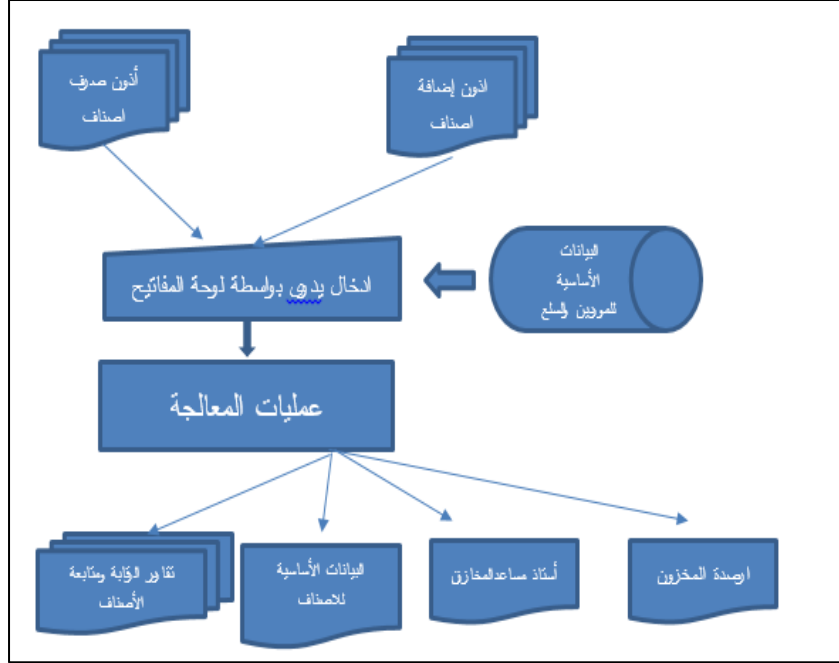 أذون صرف
اصناف
اذون إضافة
اصناف
البيانات
الأساسية
للموردين والسلع
ادخال يدوى بواسطة لوحة المفاتيح
عمليات المعالجة
تقارير الرقابة ومتابعة
الأصناف
البيانات الأساسية
للاصناف
أستاذ مساعدالمخازن
ارصدة المخزون